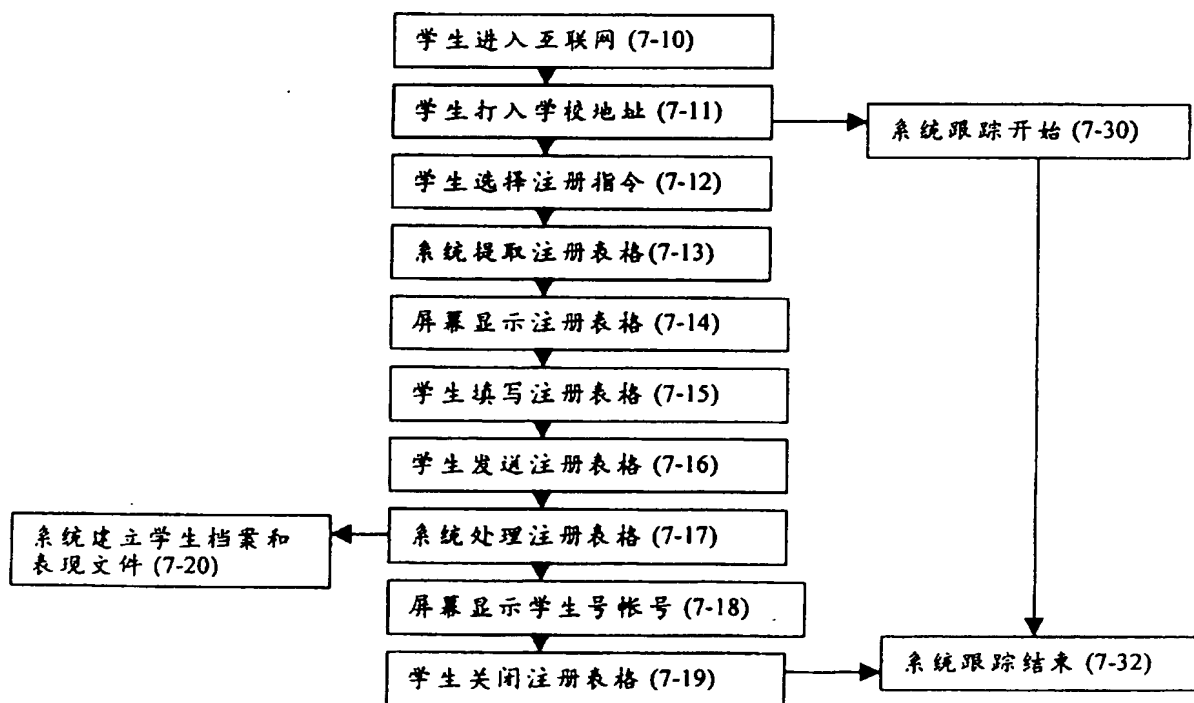 学生进入互联网 (7-10)
学生打入学校地址 (7-11)
系统跟踪开始 (7-30)
学生选择注册指令 (7-12)
系统提取注册表格(7-13)
屏幕显示注册表格 (7-14)
学生填写注册表格 (7-15)
学生发送注册表格 (7-16)
系统处理注册表格 (7-17)
系统建立学生档案和
表现文件 (7-20)
屏幕显示学生号帐号 (7-18)
学生关闭注册表格 (7-19)
系统跟踪结束 (7-32)